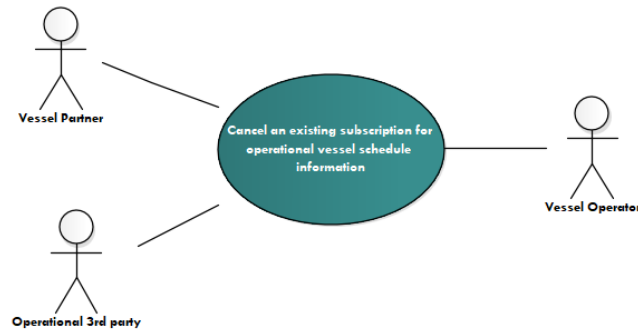 Vessel Partner
Cancel an existing subscription for
operational vessel schedule
information
Vessel Operator
Operational 3rd party